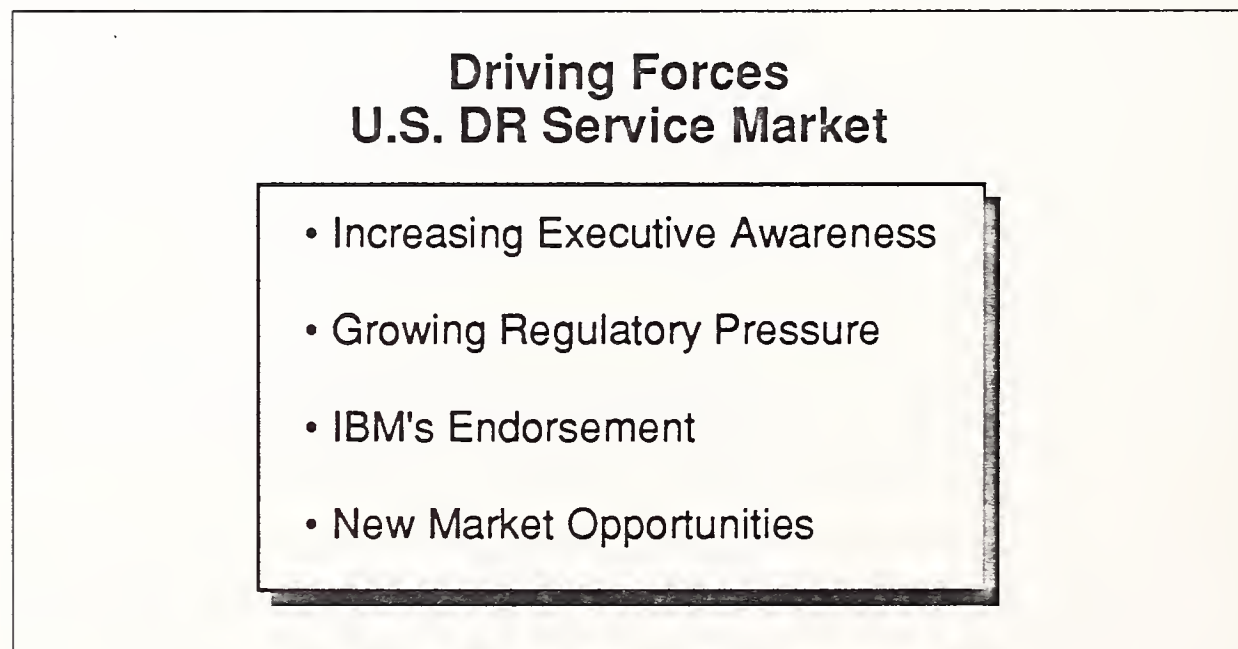 Driving Forces
U.S. DR Service Market
• Increasing Executive Awareness
• Growing Regulatory Pressure
• IBM's Endorsement
• New Market Opportunities